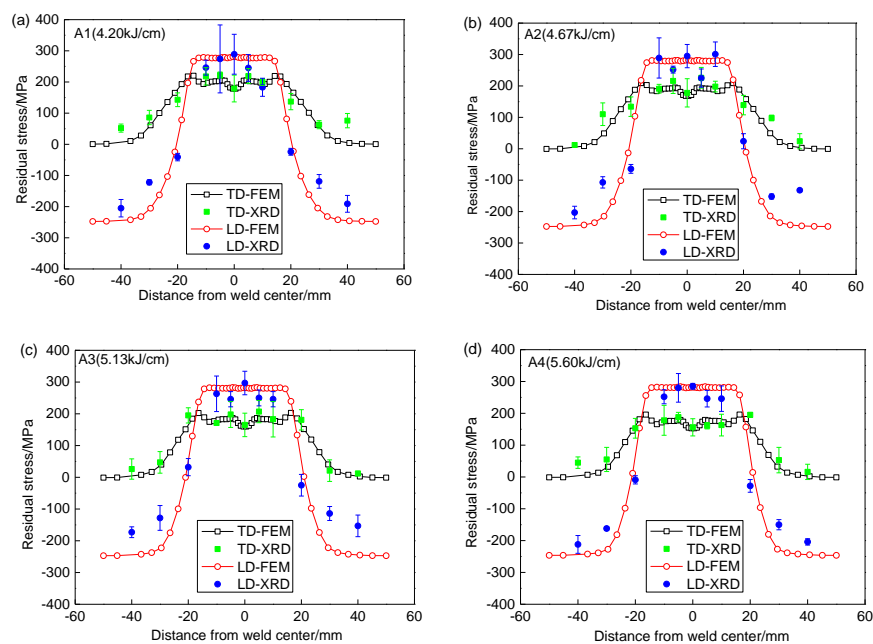 (a)
A1(4.20kJ/cm)
Residual stress/MPa
400
300
200
100
0
-100
-200
-300
-400
TD-FEM
TD-XRD
LD-FEM
LD-XRD
-60 -40 -20 0 20 40 60
Distance from weld center/mm
(b)
A2(4.67kJ/cm)
Residual stress/MPa
400
300
200
100
0
-100
-200
-300
-400
TD-FEM
TD-XRD
LD-FEM
LD-XRD
-60 -40 -20 0 20 40 60
Distance from weld center/mm
(c)
A3(5.13kJ/cm)
Residual stress/MPa
400
300
200
100
0
-100
-200
-300
-400
TD-FEM
TD-XRD
LD-FEM
LD-XRD
-60 -40 -20 0 20 40 60
Distance from weld center/mm
(d)
A4(5.60kJ/cm)
Residual stress/MPa
400
300
200
100
0
-100
-200
-300
-400
TD-FEM
TD-XRD
LD-FEM
LD-XRD
-60 -40 -20 0 20 40 60
Distance from weld center/mm